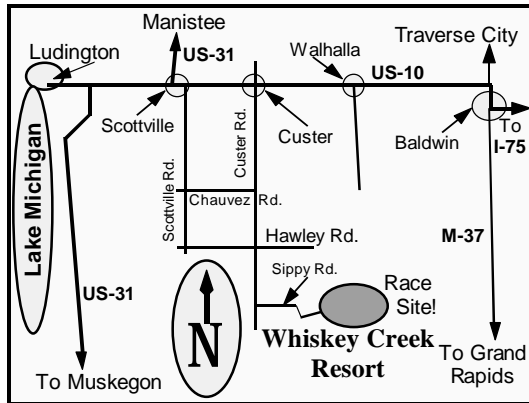 Manistee
Ludington
US-31
Walhalla
Traverse City
US-10
Scottville
Custer Rd.
Custer
Baldwin
To
I-75
Lake Michigan
Scottville Rd.
Chauvez Rd.
Hawley Rd.
M-37
US-31
Sippy Rd.
Race
Site!
N
Whiskey Creek
Resort
To Muskegon
To Grand
Rapids